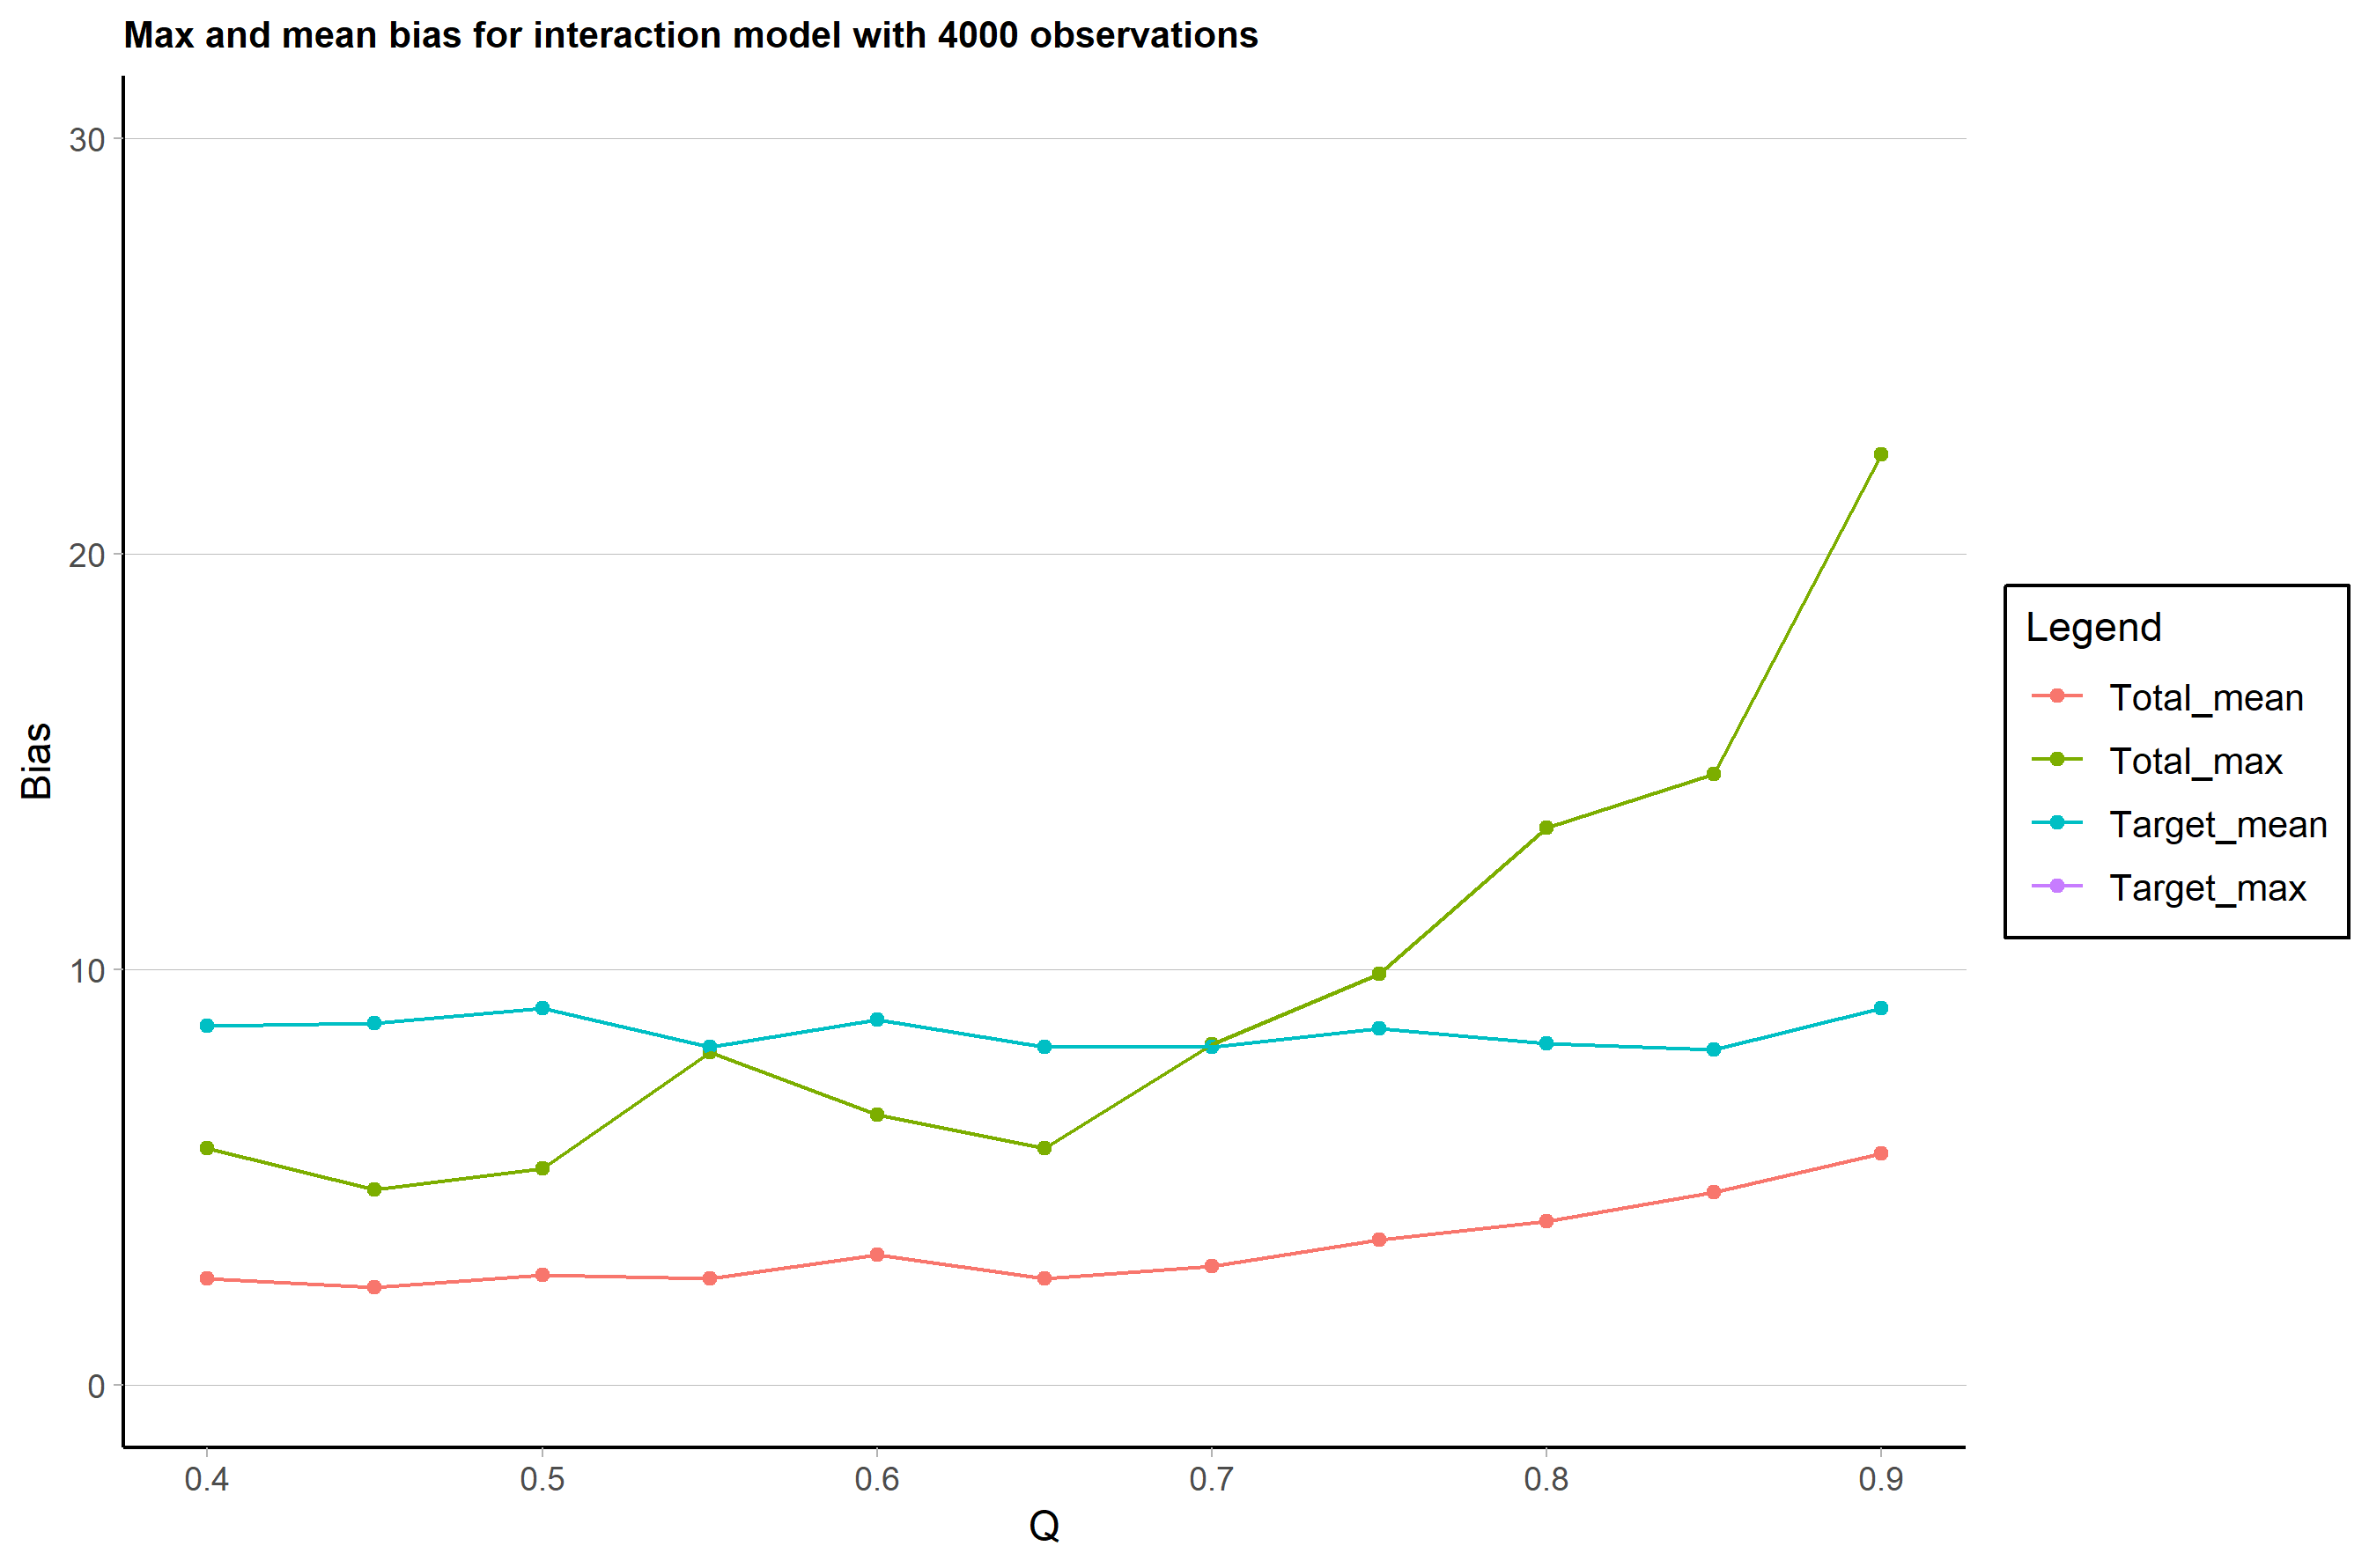 Max and mean bias for interaction model with 4000 observations
30
20
10
0
Bias
0.4 0.5 0.6 0.7 0.8 0.9
Q
Legend
Total_mean
Total_max
Target_mean
Target_max